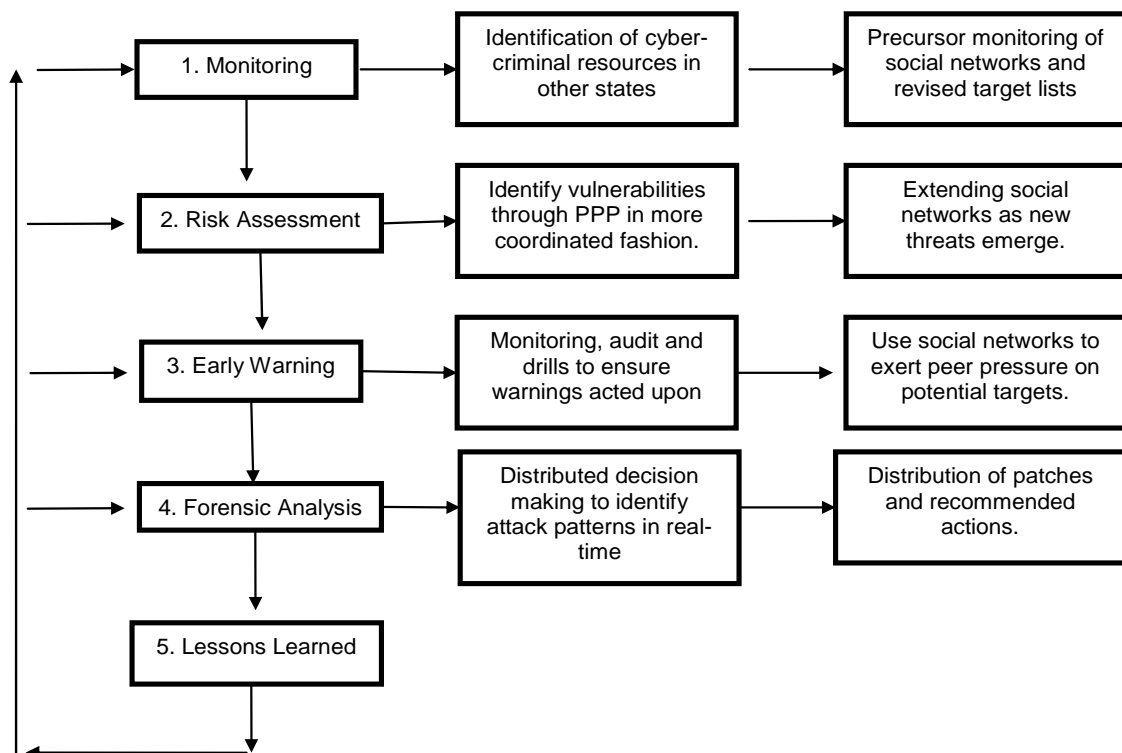 1. Monitoring
Identification of cyber-
criminal resources in
other states
Precursor monitoring of
social networks and
revised target lists
2. Risk Assessment
Identify vulnerabilities
through PPP in more
coordinated fashion.
Extending social
networks as new
threats emerge.
3. Early Warning
Monitoring, audit and
drills to ensure
warnings acted upon
Use social networks to
exert peer pressure on
potential targets.
4. Forensic Analysis
Distributed decision
making to identify
attack patterns in real-
time
Distribution of patches
and recommended
actions.
5. Lessons Learned